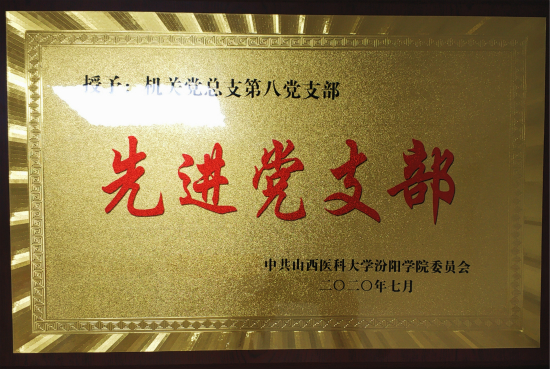 授予：机关党总支第八党支部
先进党支部
中共山西医科大学汾阳学院委员会
二〇二〇年七月